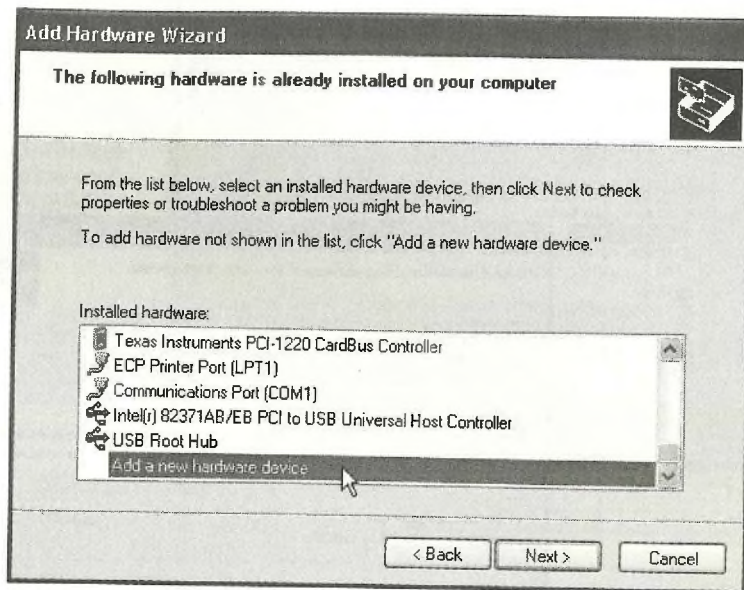 Add Hardware Wizard
The following hardware is already installed on your computer
From the list below, select an installed hardware device, then click Next to check
properties or troubleshoot a problem you might be having.
To add hardware not shown in the list, click "Add a new hardware device."
Installed hardware:
Texas Instruments PCI-1220 CardBus Controller
ECP Printer Port (LPT1)
Communications Port (COM1)
Intel(r) 82371AB/EB PCI to USB Universal Host Controller
USB Root Hub
Add a new hardware device
< Back
Next >
Cancel